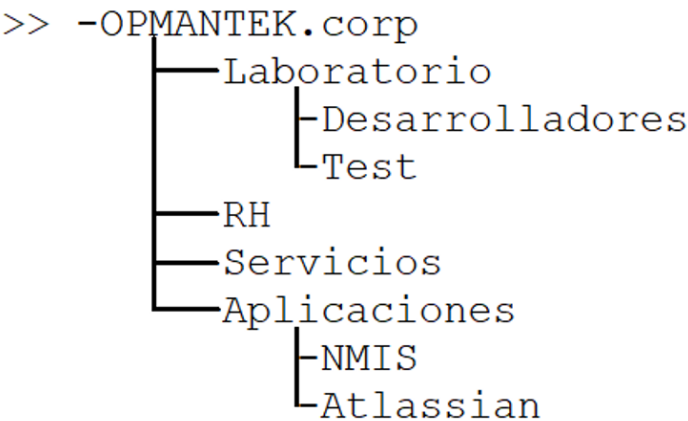 >> -OPMANTEK.corp
Laboratorio
-Desarrolladores
-Test
RH
Servicios
Aplicaciones
-NMIS
-Atlassian